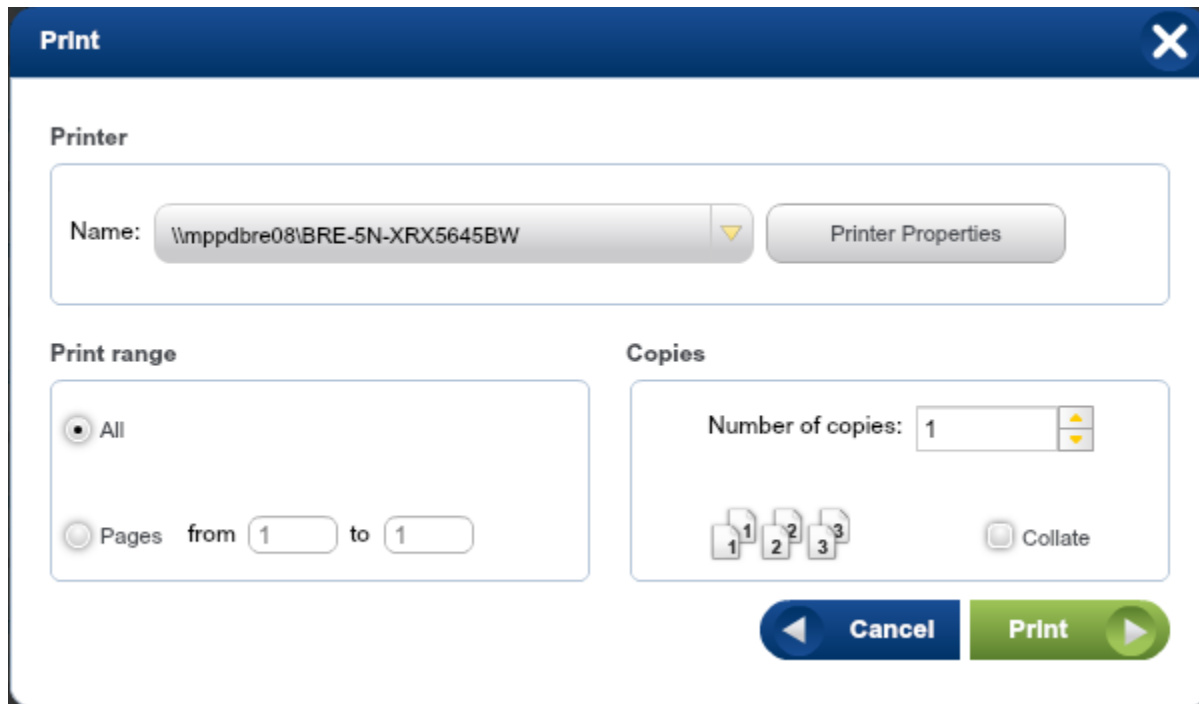 Print
Printer
Name: \\mppdbre08\BRE-5N-XRX5645BW Printer Properties
Print range Copies
All Number of copies: 1
Pages from 1 to 1 1 1 2 2 3 3 Collate
Cancel Print